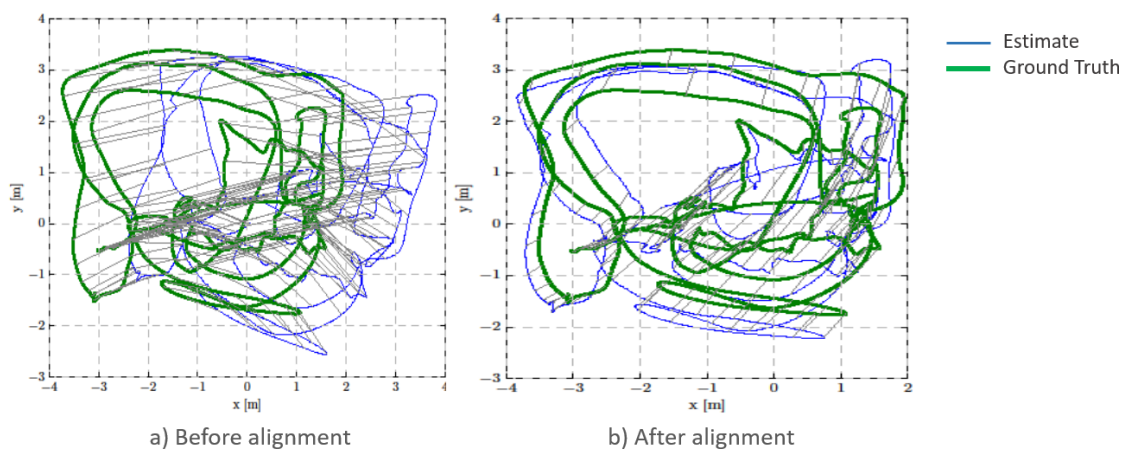 4
3
2
1
0
−1
−2
−3
y [m]
−4 −3 −2 −1 0 1 2 3 4
x [m]
a) Before alignment
4
3
2
1
0
−1
−2
−3
y [m]
−4 −3 −2 −1 0 1 2
x [m]
b) After alignment
Estimate
Ground Truth